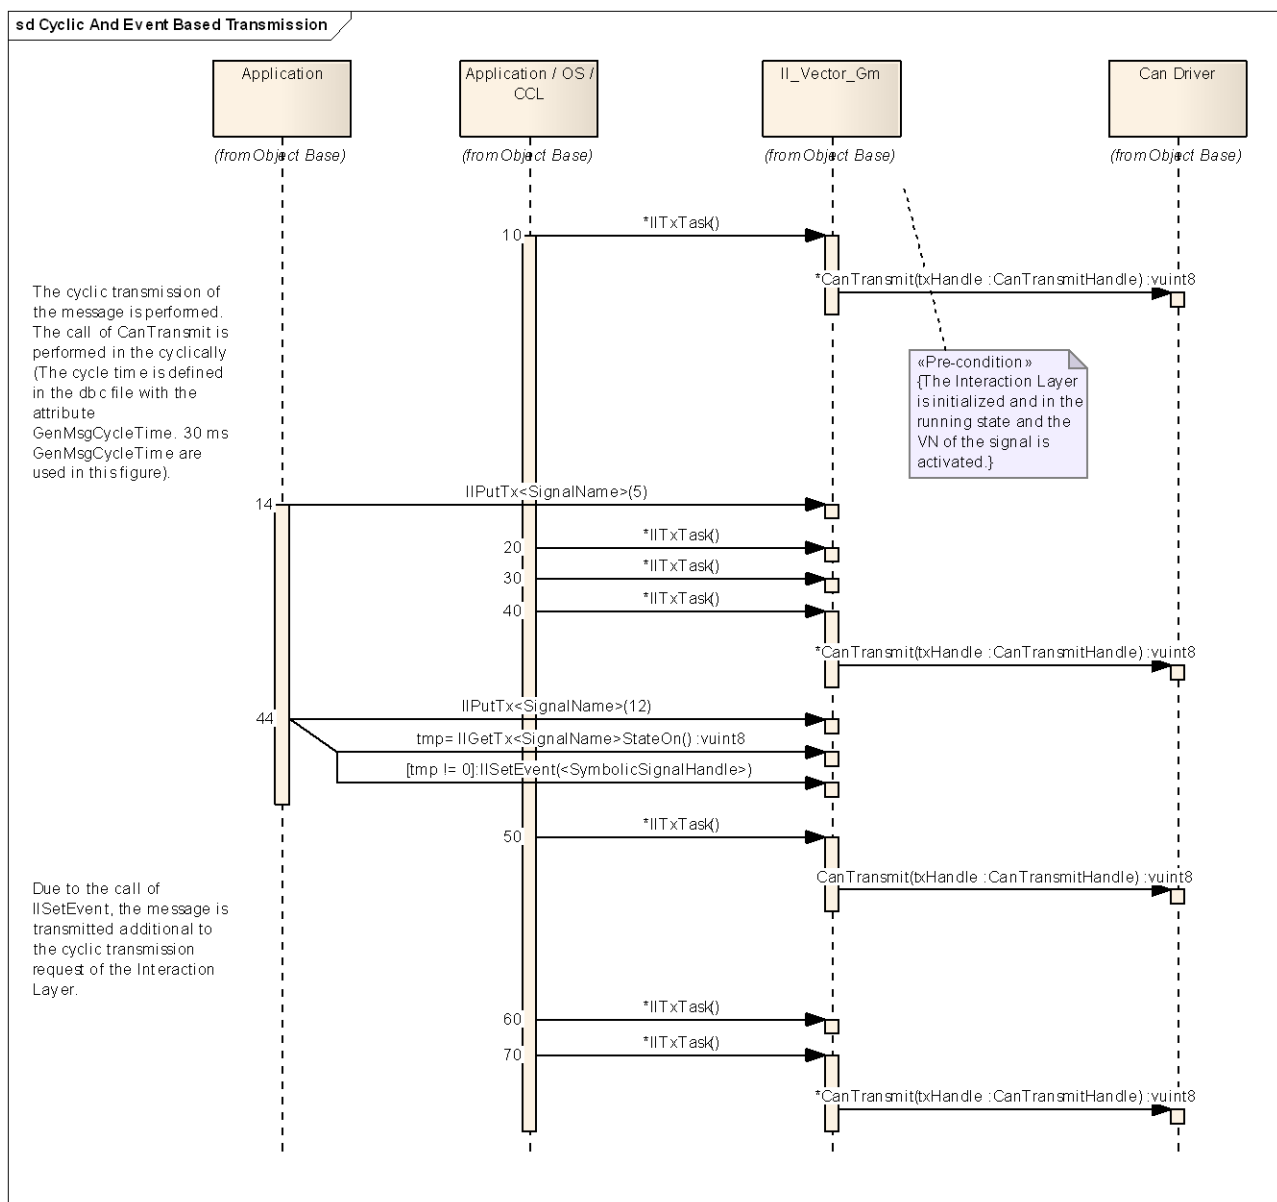 sd Cyclic And Event Based Transmission
Application
Application / OS /
CCL
Il_Vector_Gm
Can Driver
(from Object Base)
(from Object Base)
(from Object Base)
(from Object Base)
*IlTxTask()
10
*CanTransmit(txHandle :CanTransmitHandle) :vuint8
The cyclic transmission of
the message is performed.
The call of CanTransmit is
performed in the cyclically
(The cycle time is defined
in the dbc file with the
attribute
GenMsgCycleTime. 30 ms
GenMsgCycleTime are
used in this figure).
«Pre-condition»
{The Interaction Layer
is initialized and in the
running state and the
VN of the signal is
activated.}
IlPutTx<SignalName>(5)
14
*IlTxTask()
20
*IlTxTask()
30
*IlTxTask()
40
*CanTransmit(txHandle :CanTransmitHandle) :vuint8
IlPutTx<SignalName>(12)
44
tmp= IlGetTx<SignalName>StateOn() :vuint8
[tmp != 0]:IlSetEvent(<SymbolicSignalHandle>)
*IlTxTask()
50
CanTransmit(txHandle :CanTransmitHandle) :vuint8
Due to the call of
IlSetEvent, the message is
transmitted additional to
the cyclic transmission
request of the Interaction
Layer.
*IlTxTask()
60
*IlTxTask()
70
*CanTransmit(txHandle :CanTransmitHandle) :vuint8